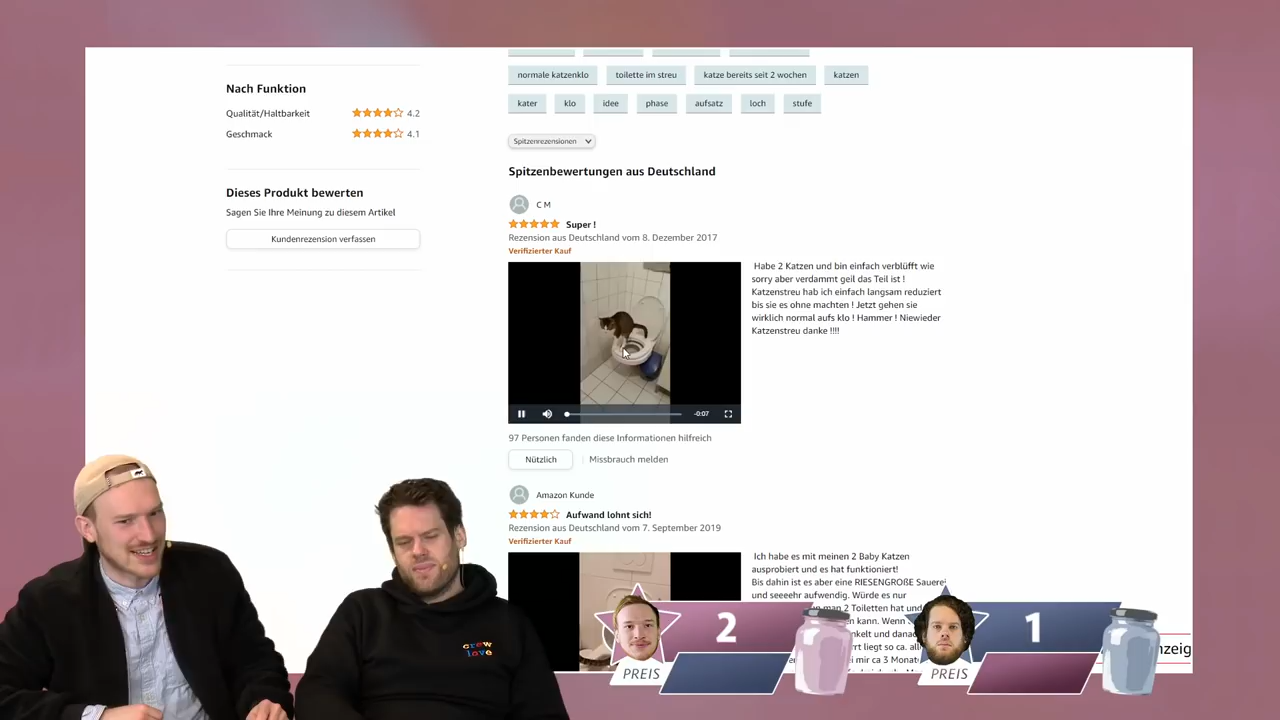 normale katzenklo
toilette im streu
katze bereits seit 2 wochen
katzen
kater
klo
idee
phase
aufsatz
loch
stufe
Nach Funktion
Qualität/Haltbarkeit 4.2
Geschmack 4.1
Dieses Produkt bewerten
Sagen Sie Ihre Meinung zu diesem Artikel
Kundenrezension verfassen
Spitzenrezensionen
Spitzenbewertungen aus Deutschland
C M
Super !
Rezension aus Deutschland vom 8. Dezember 2017
Verifizierter Kauf
Habe 2 Katzen und bin einfach verblüfft wie
sorry aber verdammt geil das Teil ist !
Katzenstreu hab ich einfach langsam reduziert
bis sie es ohne machten ! Jetzt gehen sie
wirklich normal aufs klo ! Hammer ! Niewieder
Katzenstreu danke !!!!
-0:07
97 Personen fanden diese Informationen hilfreich
Nützlich
Missbrauch melden
Amazon Kunde
Aufwand lohnt sich!
Rezension aus Deutschland vom 7. September 2019
Verifizierter Kauf
Ich habe es mit meinen 2 Baby Katzen
ausprobiert und es hat funktioniert!
Bis dahin ist es aber eine RIESENGROßE Sauerei
und seeeehr aufwendig. Würde es nur
man 2 Toiletten hat und
kann. Wenn
und danach
liegt so ca.
mir ca 3 Monate
crew
love
2
PREIS
1
PREIS